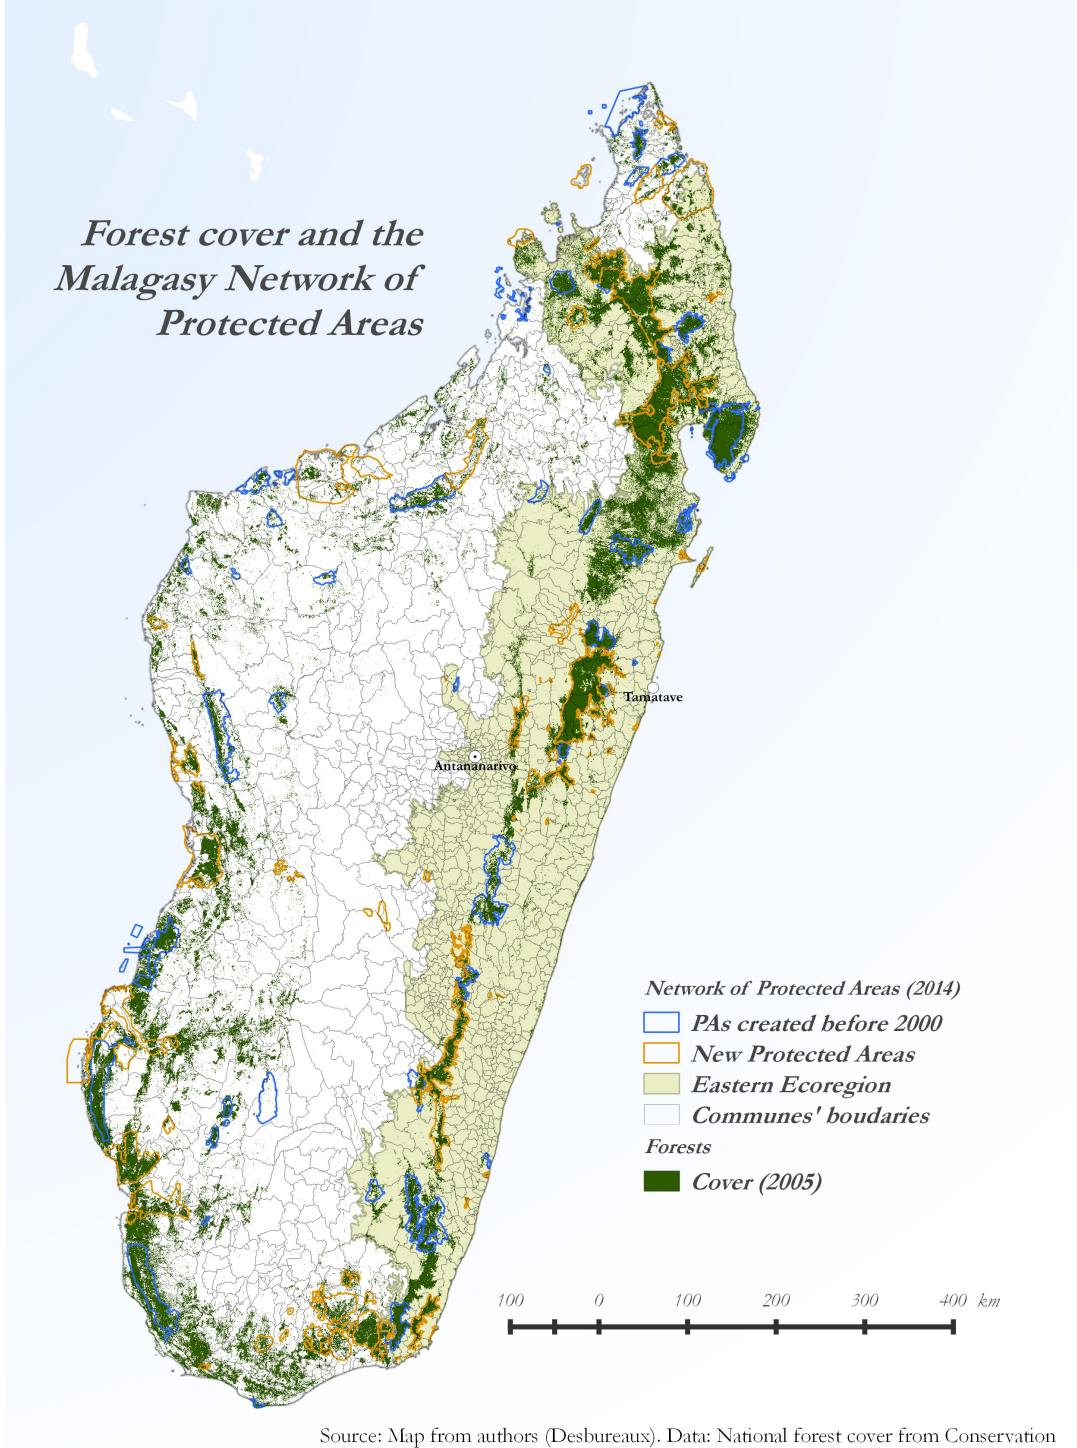 Forest cover and the
Malagasy Network of
Protected Areas
Tamatave
Antananarivo
Network of Protected Areas (2014)
PAs created before 2000
New Protected Areas
Eastern Ecoregion
Communes' boudaries
Forests
Cover (2005)
100 0 100 200 300 400 km
Source: Map from authors (Desbureaux). Data: National forest cover from Conservation